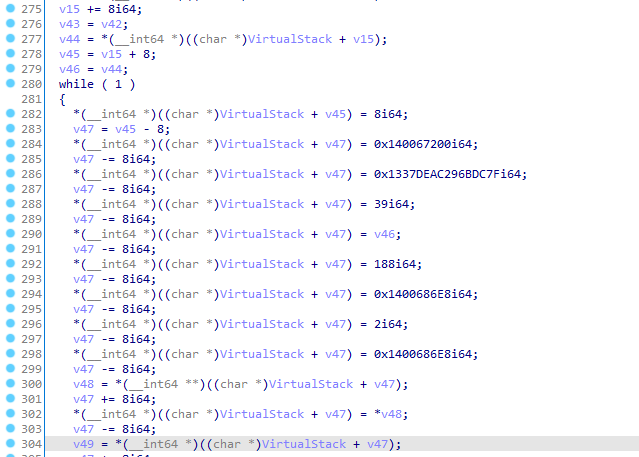 275 v15 += 8i64;
276 v43 = v42;
277 v44 = *(__int64 *)((char *)VirtualStack + v15);
278 v45 = v15 + 8;
279 v46 = v44;
280 while ( 1 )
281 {
282 *(__int64 *)((char *)VirtualStack + v45) = 8i64;
283 v47 = v45 - 8;
284 *(__int64 *)((char *)VirtualStack + v47) = 0x140067200i64;
285 v47 -= 8i64;
286 *(__int64 *)((char *)VirtualStack + v47) = 0x1337DEAC296BDC7Fi64;
287 v47 -= 8i64;
288 *(__int64 *)((char *)VirtualStack + v47) = 39i64;
289 v47 -= 8i64;
290 *(__int64 *)((char *)VirtualStack + v47) = v46;
291 v47 -= 8i64;
292 *(__int64 *)((char *)VirtualStack + v47) = 188i64;
293 v47 -= 8i64;
294 *(__int64 *)((char *)VirtualStack + v47) = 0x1400686E8i64;
295 v47 -= 8i64;
296 *(__int64 *)((char *)VirtualStack + v47) = 2i64;
297 v47 -= 8i64;
298 *(__int64 *)((char *)VirtualStack + v47) = 0x1400686E8i64;
299 v47 -= 8i64;
300 v48 = *(__int64 **)((char *)VirtualStack + v47);
301 v47 += 8i64;
302 *(__int64 *)((char *)VirtualStack + v47) = *v48;
303 v47 -= 8i64;
304 v49 = *(__int64 *)((char *)VirtualStack + v47);